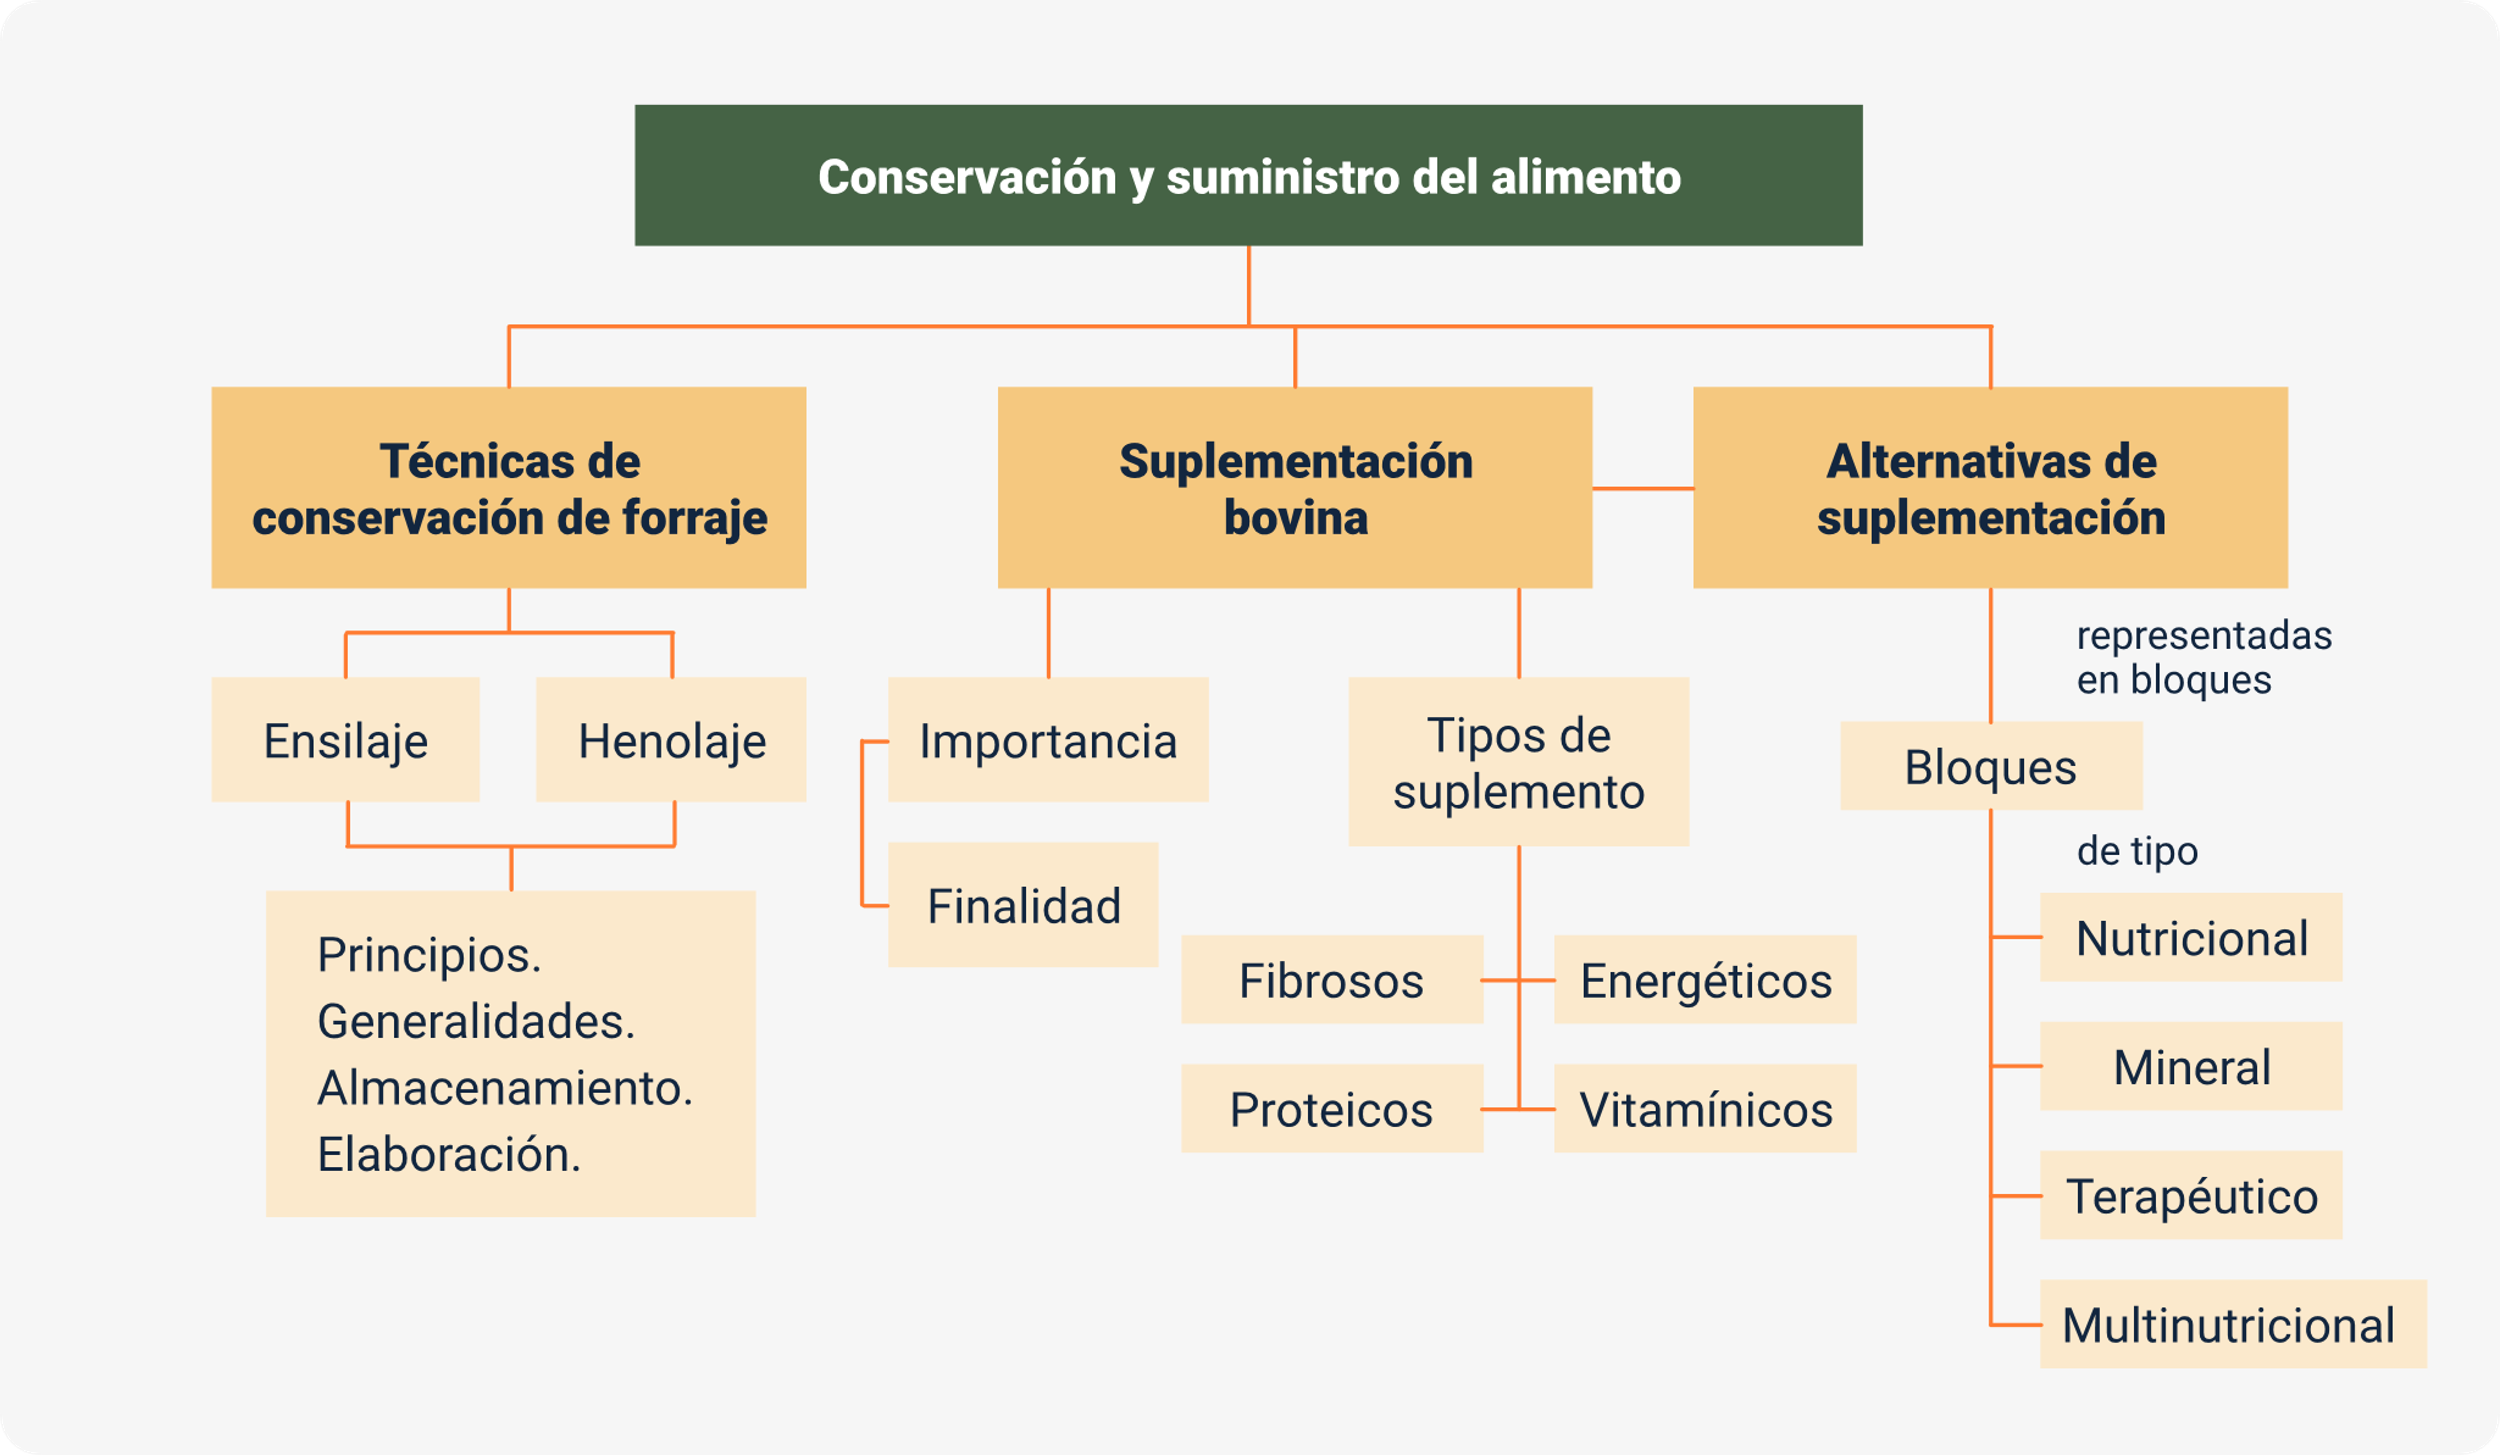 Conservación y suministro del alimento
Técnicas de
conservación de forraje
Suplementación
bovina
Alternativas de
suplementación
Ensilaje
Henolaje
Principios.
Generalidades.
Almacenamiento.
Elaboración.
Importancia
Finalidad
Tipos de
suplemento
Fibrosos
Energéticos
Proteicos
Vitamínicos
representadas
en bloques
Bloques
de tipo
Nutricional
Mineral
Terapéutico
Multinutricional